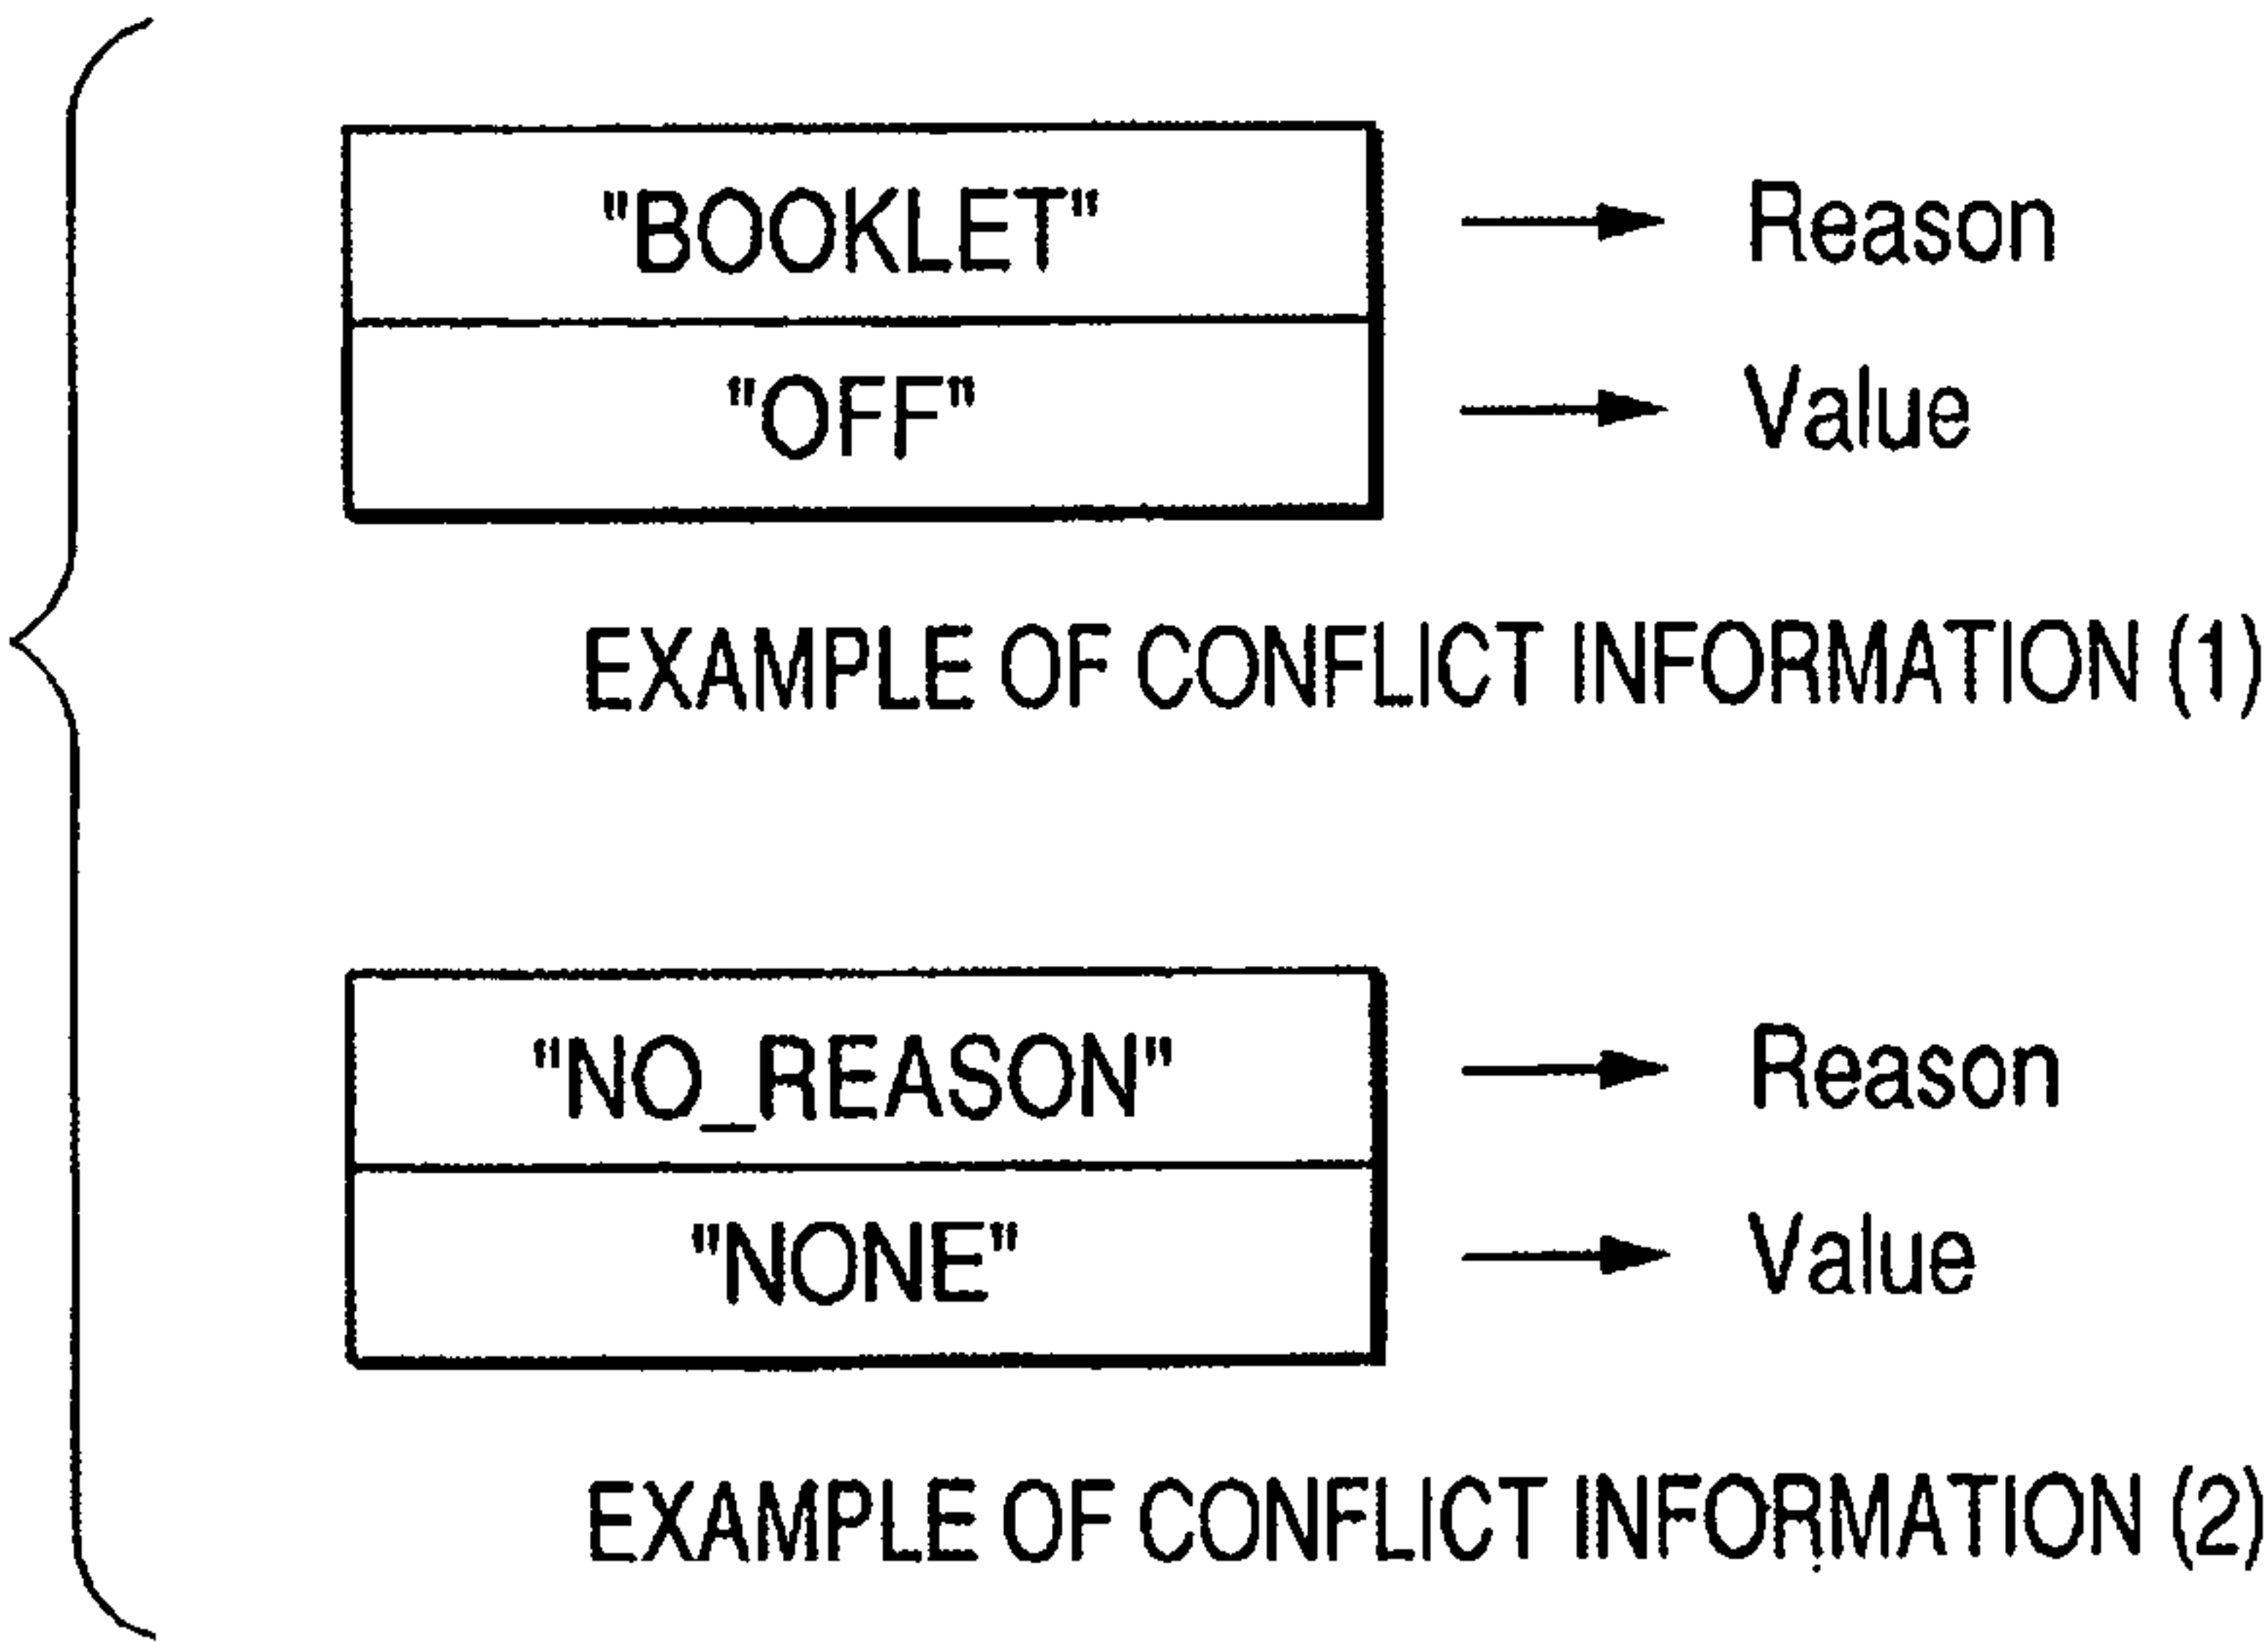 "BOOKLET" → Reason
"OFF" → Value
EXAMPLE OF CONFLICT INFORMATION (1)
"NO_REASON" → Reason
"NONE" → Value
EXAMPLE OF CONFLICT INFORMATION (2)